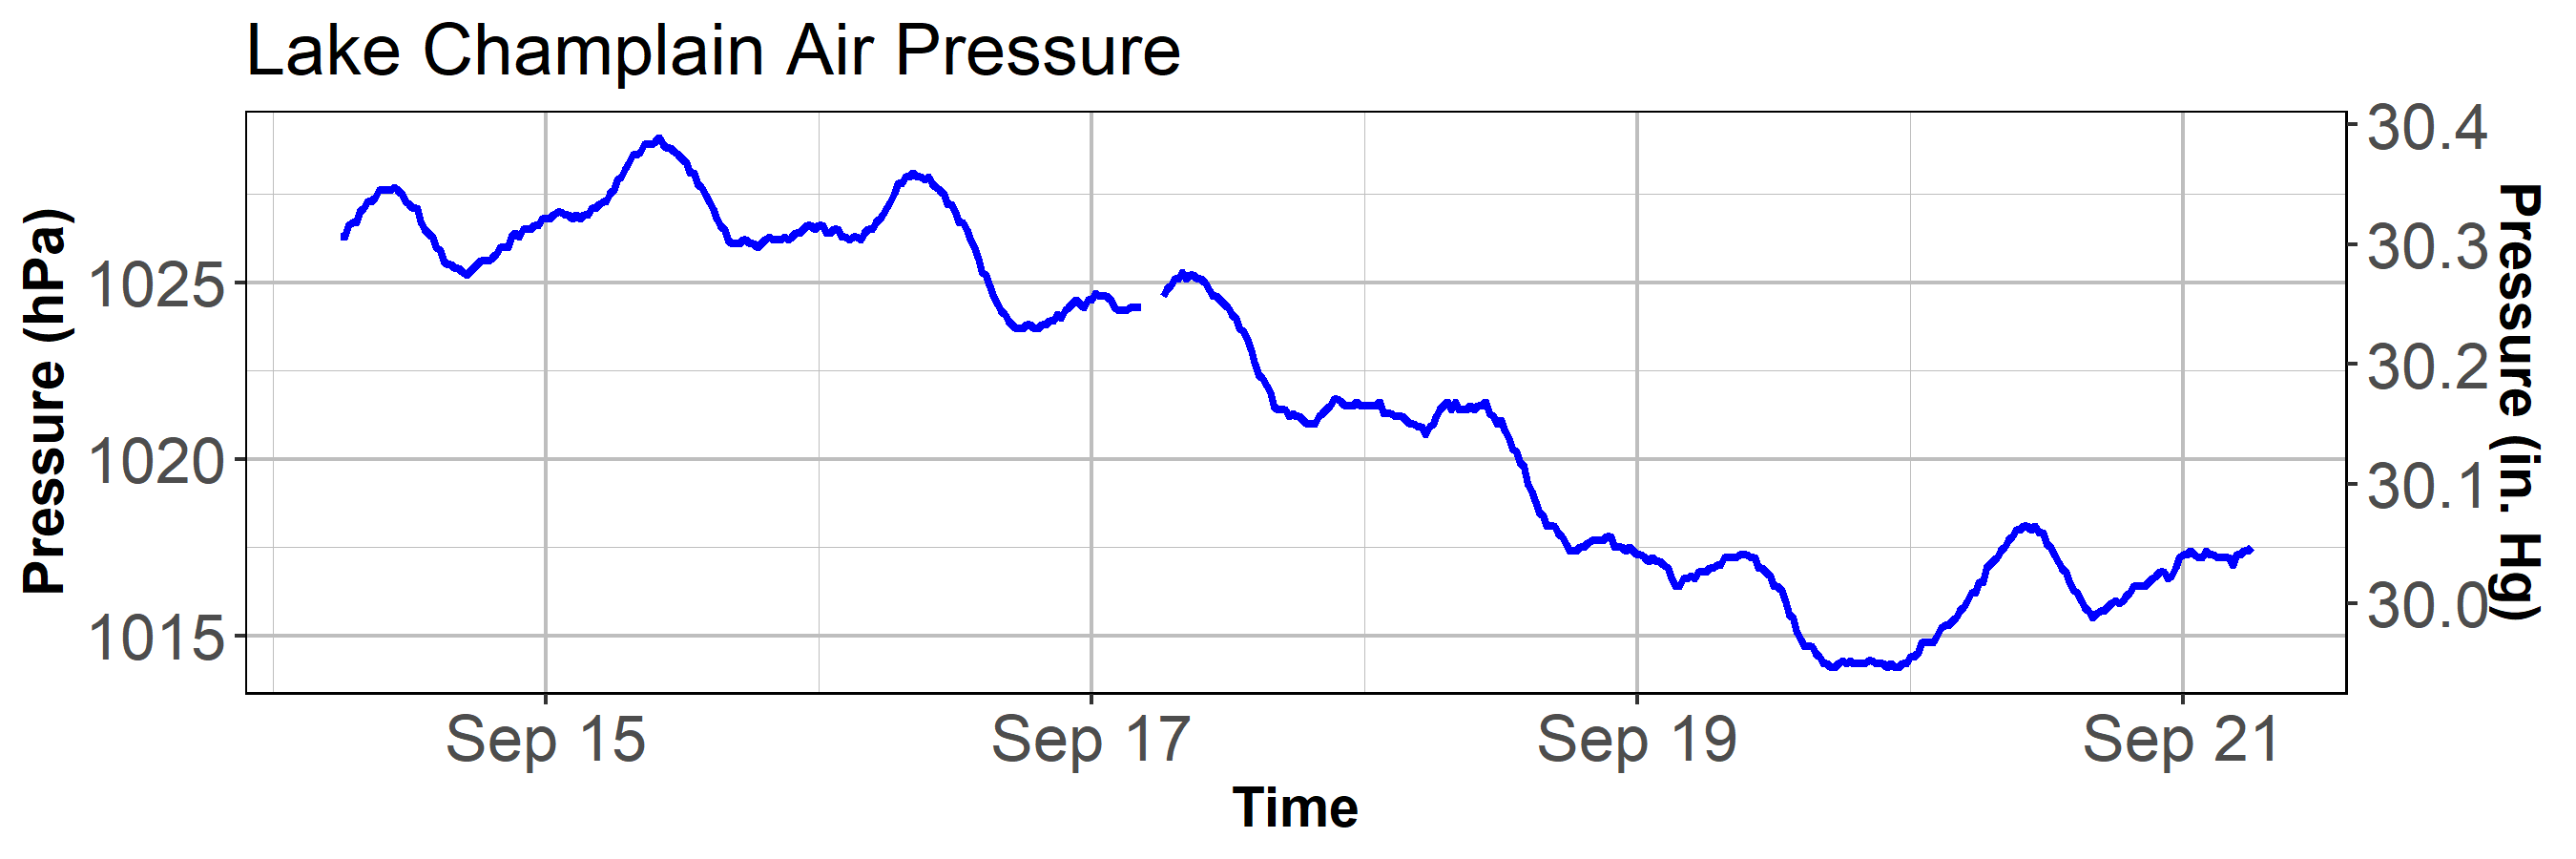 Lake Champlain Air Pressure
Pressure (hPa)
1025
1020
1015
30.4
30.3
30.2
30.1
30.0
Pressure (in. Hg)
Sep 15 Sep 17 Sep 19 Sep 21
Time